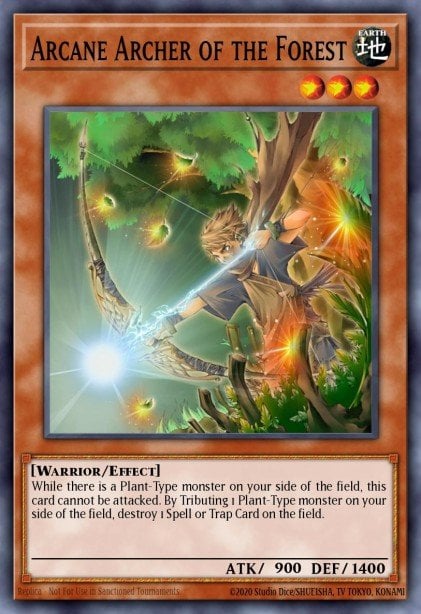 ARCANE ARCHER OF THE FOREST
EARTH
地
[WARRIOR/EFFECT]
While there is a Plant-Type monster on your side of the field, this
card cannot be attacked. By Tributing 1 Plant-Type monster on your
side of the field, destroy 1 Spell or Trap Card on the field.
ATK/ 900 DEF/1400
Replica - Not For Use in Sanctioned Tournaments
©2020 Studio Dice/SHUEISHA, TV TOKYO, KONAMI